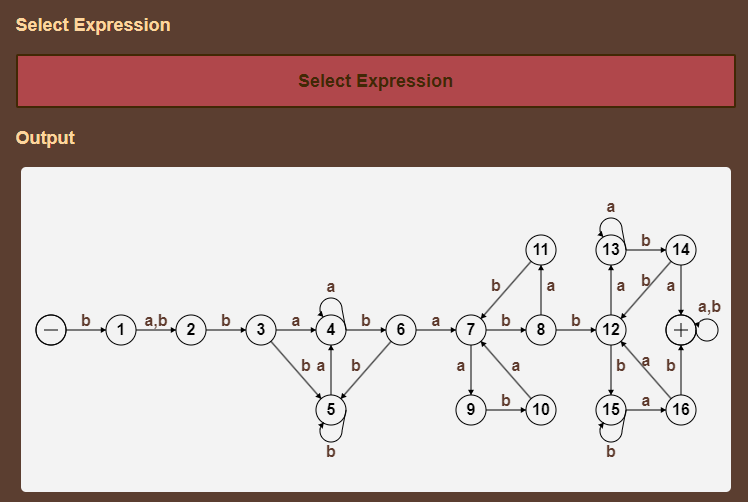 Select Expression
Select Expression
Output
a
11 13 b 14
b a a b a a,b
a
− b 1 a,b 2 b 3 a 4 b 6 a 7 b 8 b 12 +
b a b a a b a b
5 9 b 10 15 a 16
b b